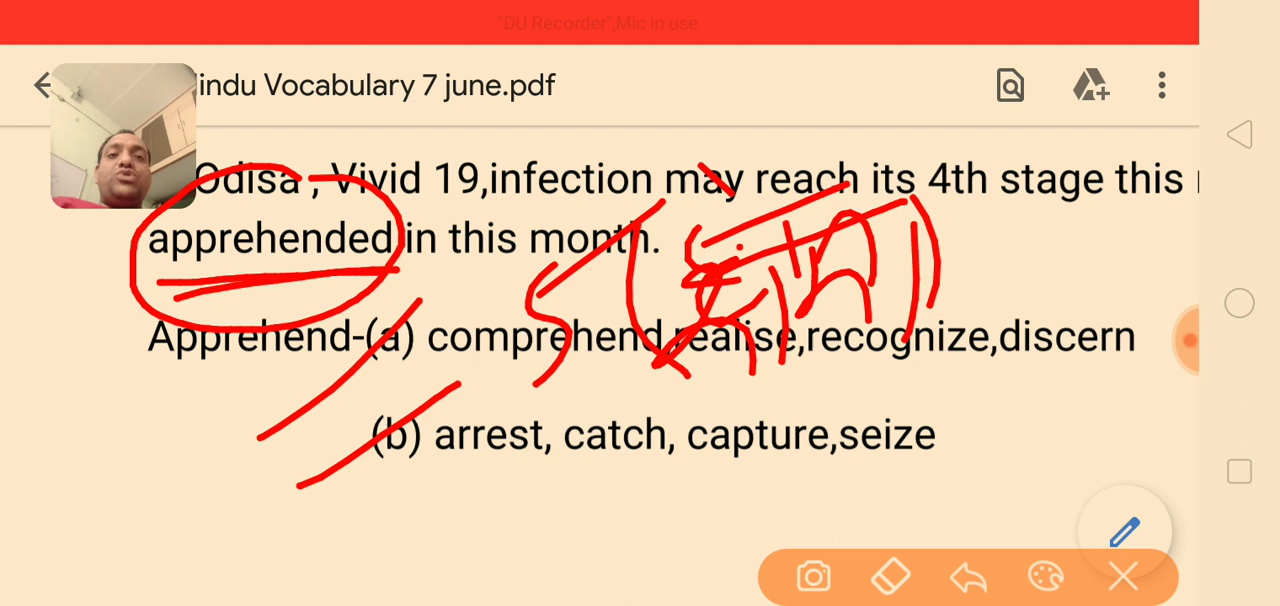 "DU Recorder",Mic in use
indu Vocabulary 7 june.pdf
Odisa , Vivid 19,infection may reach its 4th stage this
apprehended in this month.
Apprehend-(a) comprehend,realise,recognize,discern
(b) arrest, catch, capture,seize